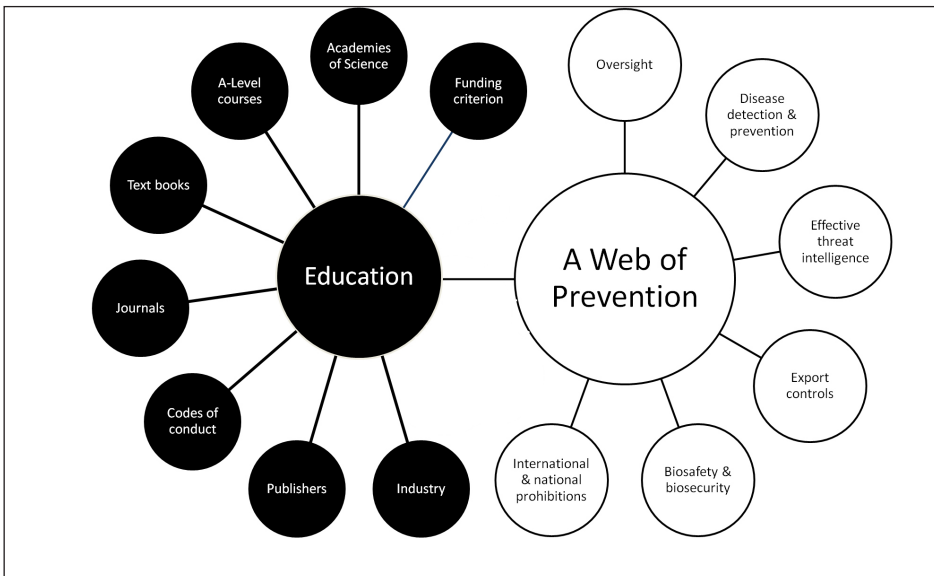 Academies
of Science
A-Level
courses
Funding
criterion
Text books
Education
Journals
Codes of
conduct
Publishers
Industry
Oversight
Disease
detection &
prevention
Effective
threat
intelligence
A Web of
Prevention
Export
controls
Biosafety &
biosecurity
International
& national
prohibitions